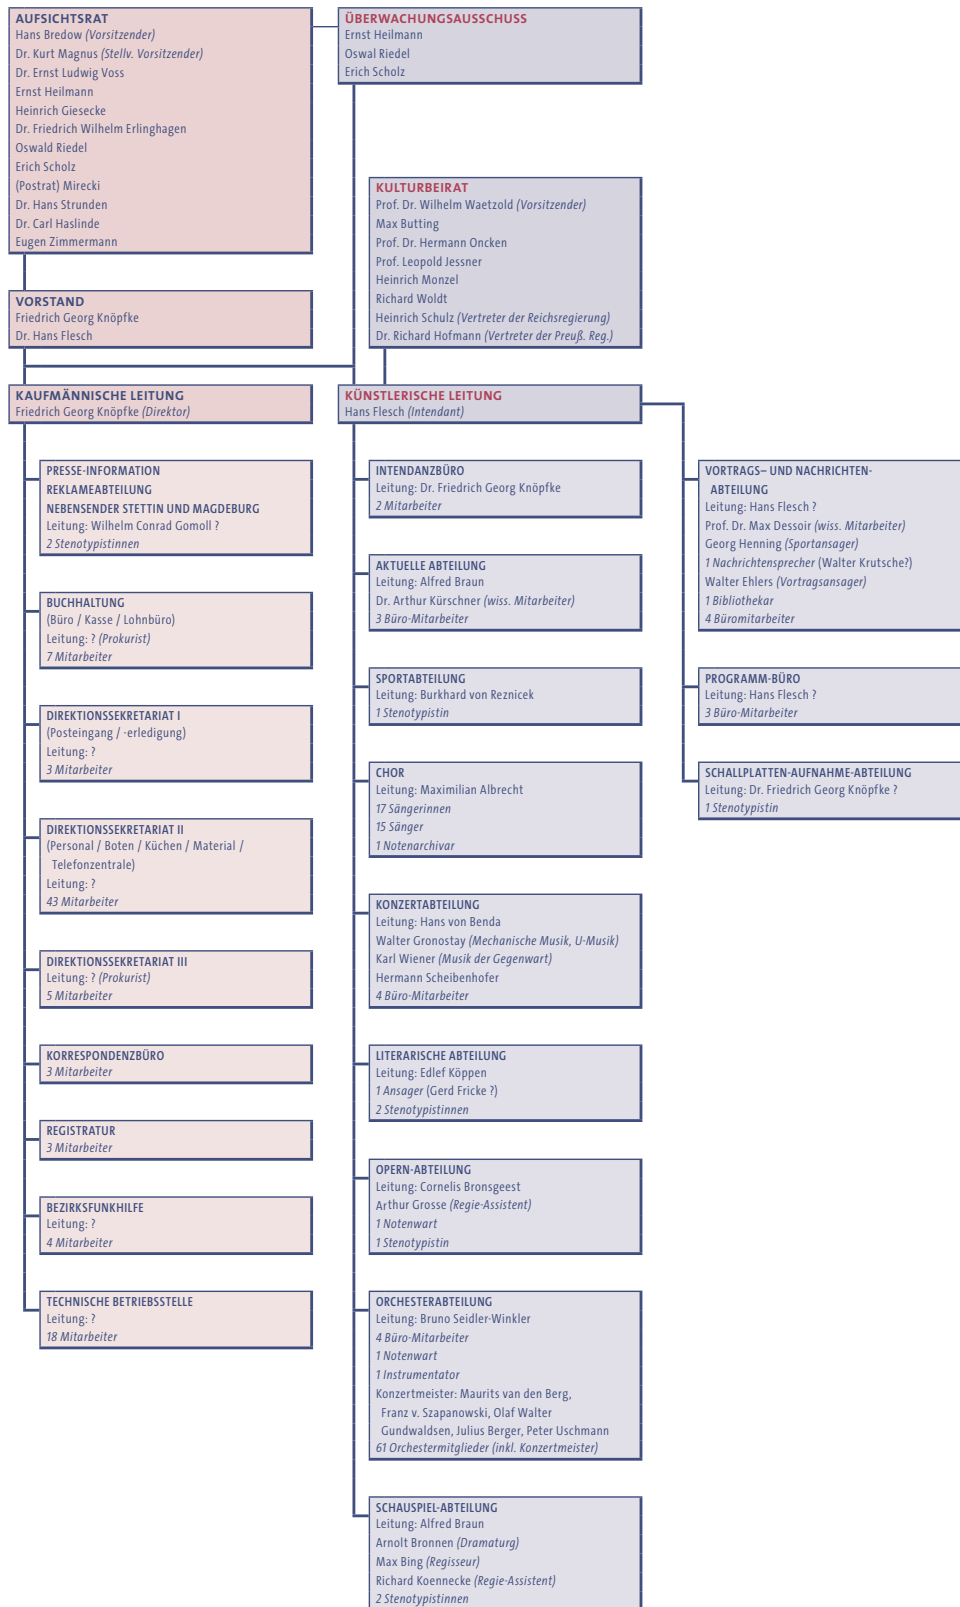 AUFSICHTSRAT
Hans Bredow (Vorsitzender)
Dr. Kurt Magnus (Stellv. Vorsitzender)
Dr. Ernst Ludwig Voss
Ernst Heilmann
Heinrich Giesecke
Dr. Friedrich Wilhelm Erlinghagen
Oswald Riedel
Erich Scholz
(Postrat) Mirecki
Dr. Hans Strunden
Dr. Carl Haslinde
Eugen Zimmermann
ÜBERWACHUNGSAUSSCHUSS
Ernst Heilmann
Oswal Riedel
Erich Scholz
KULTURBEIRAT
Prof. Dr. Wilhelm Waetzold (Vorsitzender)
Max Butting
Prof. Dr. Hermann Oncken
Prof. Leopold Jessner
Heinrich Monzel
Richard Woldt
Heinrich Schulz (Vertreter der Reichsregierung)
Dr. Richard Hofmann (Vertreter der Preuß. Reg.)
VORSTAND
Friedrich Georg Knöpfke
Dr. Hans Flesch
KAUFMÄNNISCHE LEITUNG
Friedrich Georg Knöpfke (Direktor)
PRESSE-INFORMATION
REKLAMEABTEILUNG
NEBENSENDER STETTIN UND MAGDEBURG
Leitung: Wilhelm Conrad Gomoll ?
2 Stenotypistinnen
BUCHHALTUNG
(Büro / Kasse / Lohnbüro)
Leitung: ? (Prokurist)
7 Mitarbeiter
DIREKTIONSSEKRETARIAT I
(Posteingang / -erledigung)
Leitung: ?
3 Mitarbeiter
DIREKTIONSSEKRETARIAT II
(Personal / Boten / Küchen / Material /
Telefonzentrale)
Leitung: ?
43 Mitarbeiter
DIREKTIONSSEKRETARIAT III
Leitung: ? (Prokurist)
5 Mitarbeiter
KORRESPONDENZBÜRO
3 Mitarbeiter
REGISTRATUR
3 Mitarbeiter
BEZIRKSFUNKHILFE
Leitung: ?
4 Mitarbeiter
TECHNISCHE BETRIEBSSTELLE
Leitung: ?
18 Mitarbeiter
KÜNSTLERISCHE LEITUNG
Hans Flesch (Intendant)
INTENDANZBÜRO
Leitung: Dr. Friedrich Georg Knöpfke
2 Mitarbeiter
AKTUELLE ABTEILUNG
Leitung: Alfred Braun
Dr. Arthur Kürschner (wiss. Mitarbeiter)
3 Büro-Mitarbeiter
SPORTABTEILUNG
Leitung: Burkhard von Reznicek
1 Stenotypistin
CHOR
Leitung: Maximilian Albrecht
17 Sängerinnen
15 Sänger
1 Notenarchivar
KONZERTABTEILUNG
Leitung: Hans von Benda
Walter Gronostay (Mechanische Musik, U-Musik)
Karl Wiener (Musik der Gegenwart)
Hermann Scheibenhofer
4 Büro-Mitarbeiter
LITERARISCHE ABTEILUNG
Leitung: Edlef Köppen
1 Ansager (Gerd Fricke ?)
2 Stenotypistinnen
OPERN-ABTEILUNG
Leitung: Cornelis Bronsgeest
Arthur Grosse (Regie-Assistent)
1 Notenwart
1 Stenotypistin
ORCHESTERABTEILUNG
Leitung: Bruno Seidler-Winkler
4 Büro-Mitarbeiter
1 Notenwart
1 Instrumentator
Konzertmeister: Maurits van den Berg,
Franz v. Szapanowski, Olaf Walter
Gundwaldsen, Julius Berger, Peter Uschmann
61 Orchestermitglieder (inkl. Konzertmeister)
SCHAUSPIEL-ABTEILUNG
Leitung: Alfred Braun
Arnolt Bronnen (Dramaturg)
Max Bing (Regisseur)
Richard Koennecke (Regie-Assistent)
2 Stenotypistinnen
VORTRAGS– UND NACHRICHTEN-
ABTEILUNG
Leitung: Hans Flesch ?
Prof. Dr. Max Dessoir (wiss. Mitarbeiter)
Georg Henning (Sportansager)
1 Nachrichtensprecher (Walter Krutsche?)
Walter Ehlers (Vortragsansager)
1 Bibliothekar
4 Büromitarbeiter
PROGRAMM-BÜRO
Leitung: Hans Flesch ?
3 Büro-Mitarbeiter
SCHALLPLATTEN-AUFNAHME-ABTEILUNG
Leitung: Dr. Friedrich Georg Knöpfke ?
1 Stenotypistin